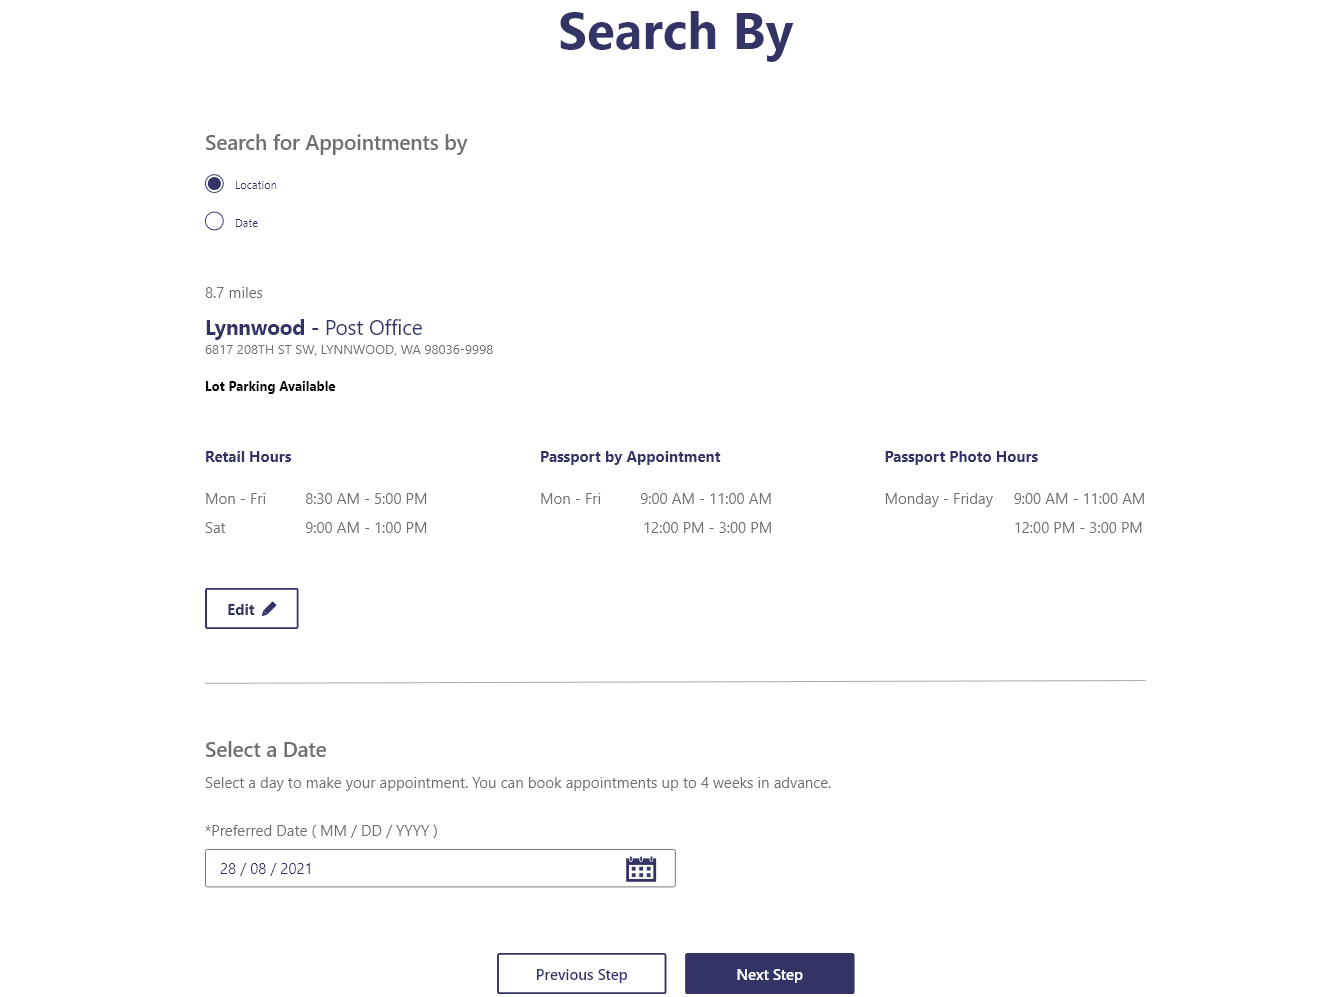 Search By
Search for Appointments by
Location
Date
8.7 miles
Lynnwood - Post Office
6817 208TH ST SW, LYNNWOOD, WA 98036-9998
Lot Parking Available
Retail Hours Passport by Appointment Passport Photo Hours
Mon - Fri 8:30 AM - 5:00 PM Mon - Fri 9:00 AM - 11:00 AM Monday - Friday 9:00 AM - 11:00 AM
Sat 9:00 AM - 1:00 PM 12:00 PM - 3:00 PM 12:00 PM - 3:00 PM
Edit
Select a Date
Select a day to make your appointment. You can book appointments up to 4 weeks in advance.
*Preferred Date ( MM / DD / YYYY )
28 / 08 / 2021
Previous Step Next Step